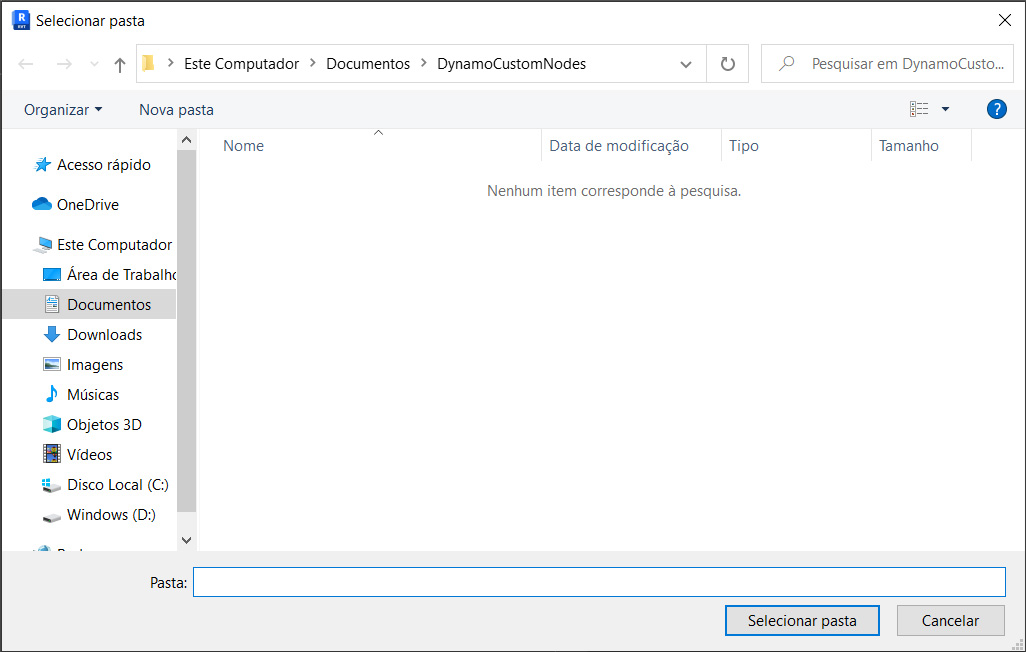 Selecionar pasta
Este Computador > Documentos > DynamoCustomNodes
Pesquisar em DynamoCusto...
Organizar
Nova pasta
?
Nome
Data de modificação
Tipo
Tamanho
Nenhum item corresponde à pesquisa.
Acesso rápido
OneDrive
Este Computador
Área de Trabalho
Documentos
Downloads
Imagens
Músicas
Objetos 3D
Vídeos
Disco Local (C:)
Windows (D:)
Pasta:
Selecionar pasta
Cancelar